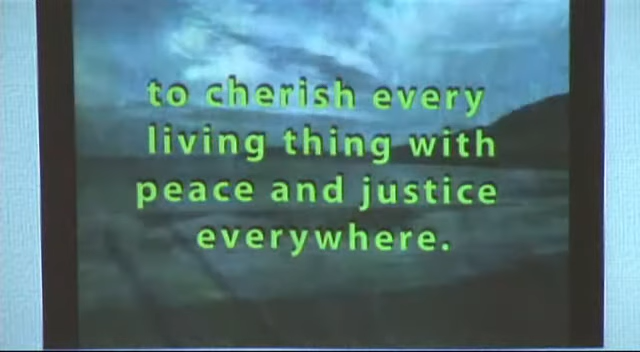 to cherish every
living thing with
peace and justice
everywhere.